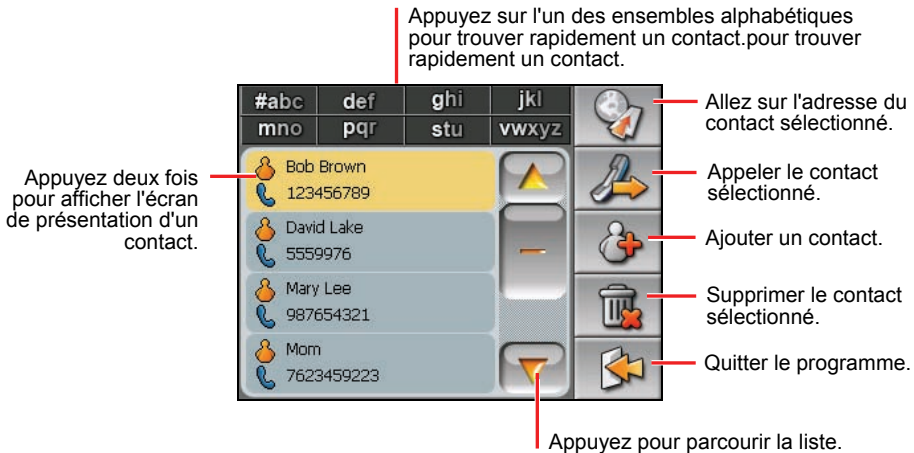 Appuyez sur l'un des ensembles alphabétiques
pour trouver rapidement un contact.pour trouver
rapidement un contact.
#abc def ghi jkl
mno pqr stu vwxyz
Allez sur l'adresse du
contact sélectionné.
Appuyez deux fois
pour afficher l'écran
de présentation d'un
contact.
Bob Brown
123456789
David Lake
5559976
Mary Lee
987654321
Mom
7623459223
Appeler le contact
sélectionné.
Ajouter un contact.
Supprimer le contact
sélectionné.
Quitter le programme.
Appuyez pour parcourir la liste.